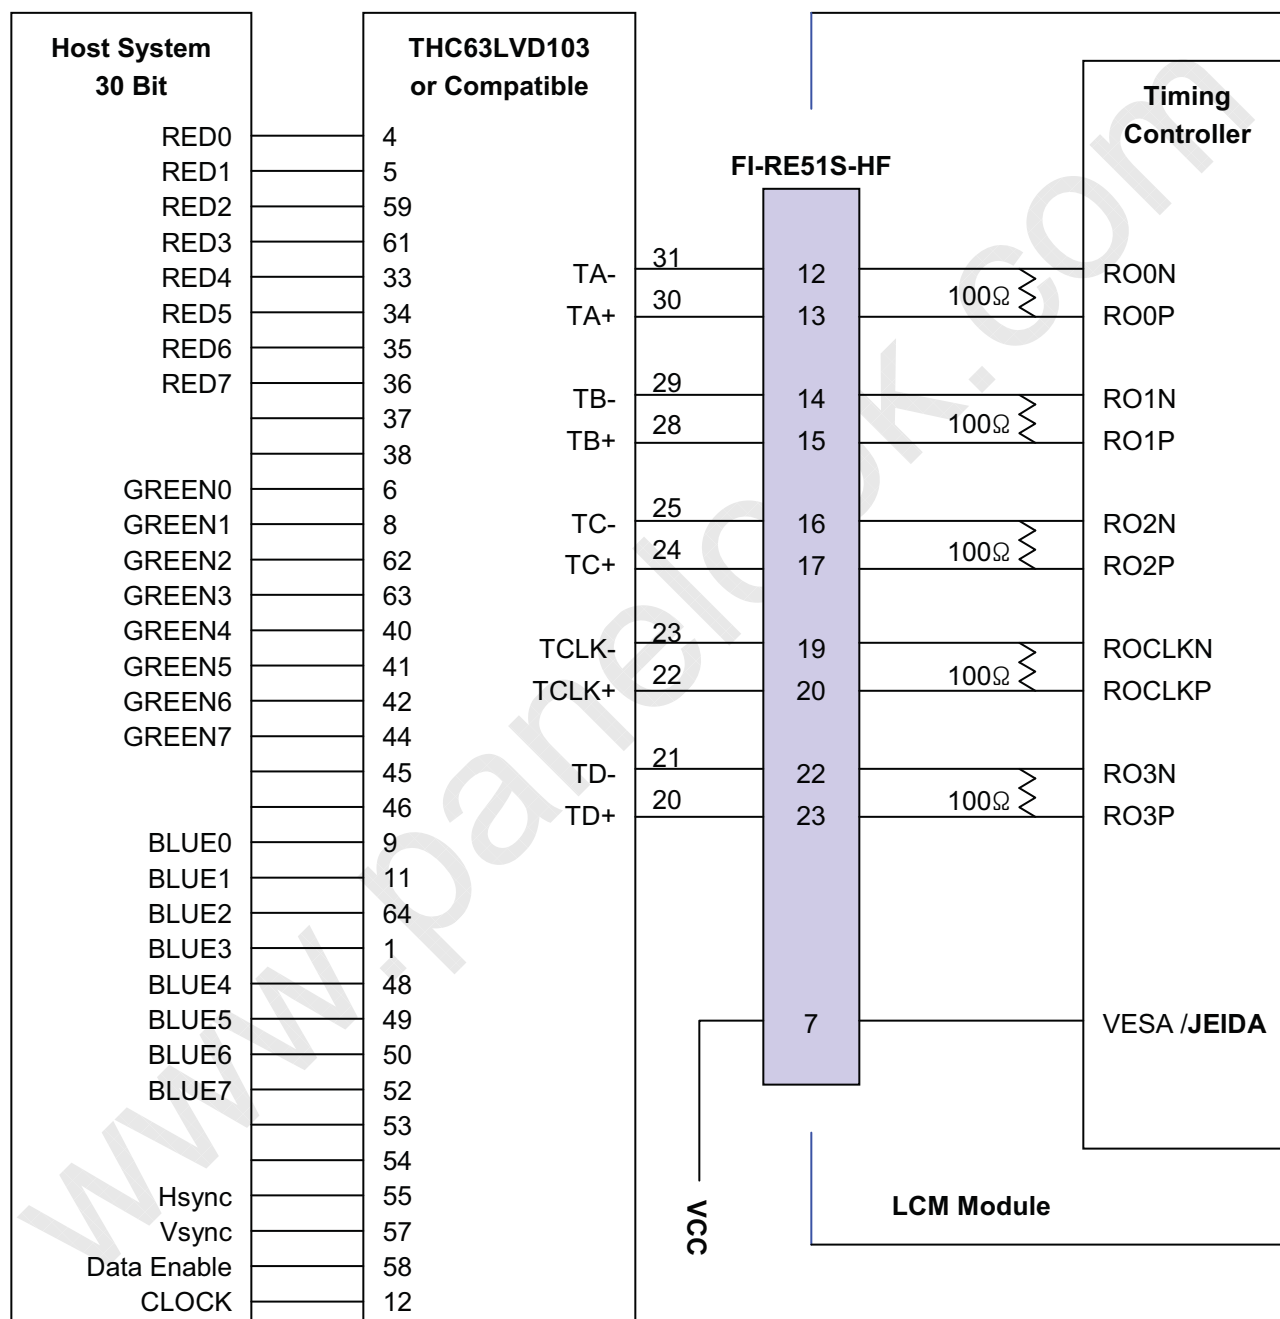 Host System
30 Bit
RED0 4
RED1 5
RED2 59
RED3 61
RED4 33
RED5 34
RED6 35
RED7 36
37
38
GREEN0 6
GREEN1 8
GREEN2 62
GREEN3 63
GREEN4 40
GREEN5 41
GREEN6 42
GREEN7 44
45
46
BLUE0 9
BLUE1 11
BLUE2 64
BLUE3 1
BLUE4 48
BLUE5 49
BLUE6 50
BLUE7 52
53
54
Hsync 55
Vsync 57
Data Enable 58
CLOCK 12
THC63LVD103
or Compatible
TA- 31
TA+ 30
TB- 29
TB+ 28
TC- 25
TC+ 24
TCLK- 23
TCLK+ 22
TD- 21
TD+ 20
FI-RE51S-HF
12
13
14
15
16
17
19
20
22
23
7
VCC
100Ω
100Ω
100Ω
100Ω
100Ω
Timing
Controller
RO0N
RO0P
RO1N
RO1P
RO2N
RO2P
ROCLKN
ROCLKP
RO3N
RO3P
VESA /JEIDA
LCM Module
www.panelook.com